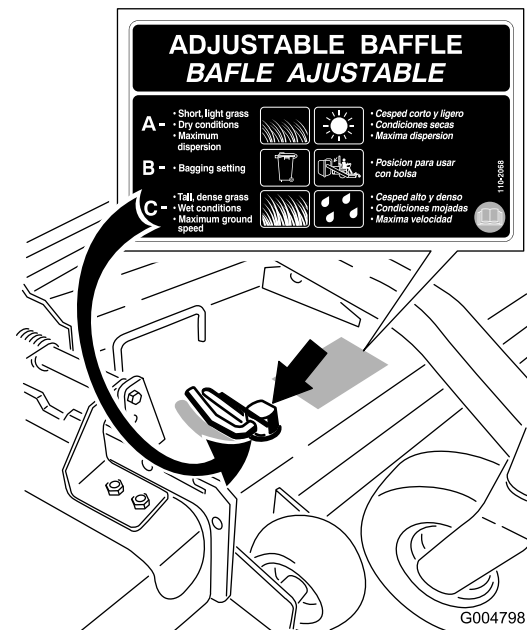 ADJUSTABLE BAFFLE
BAFLE AJUSTABLE
A-
• Short, light grass
• Dry conditions
• Maximum
dispersion
• Cesped corto y ligero
• Condiciones secas
• Maxima dispersion
B-
• Bagging setting
• Posicion para usar
con bolsa
C-
• Tall, dense grass
• Wet conditions
• Maximum ground
speed
• Cesped alto y denso
• Condiciones mojadas
• Maxima velocidad
110-2068
G004798